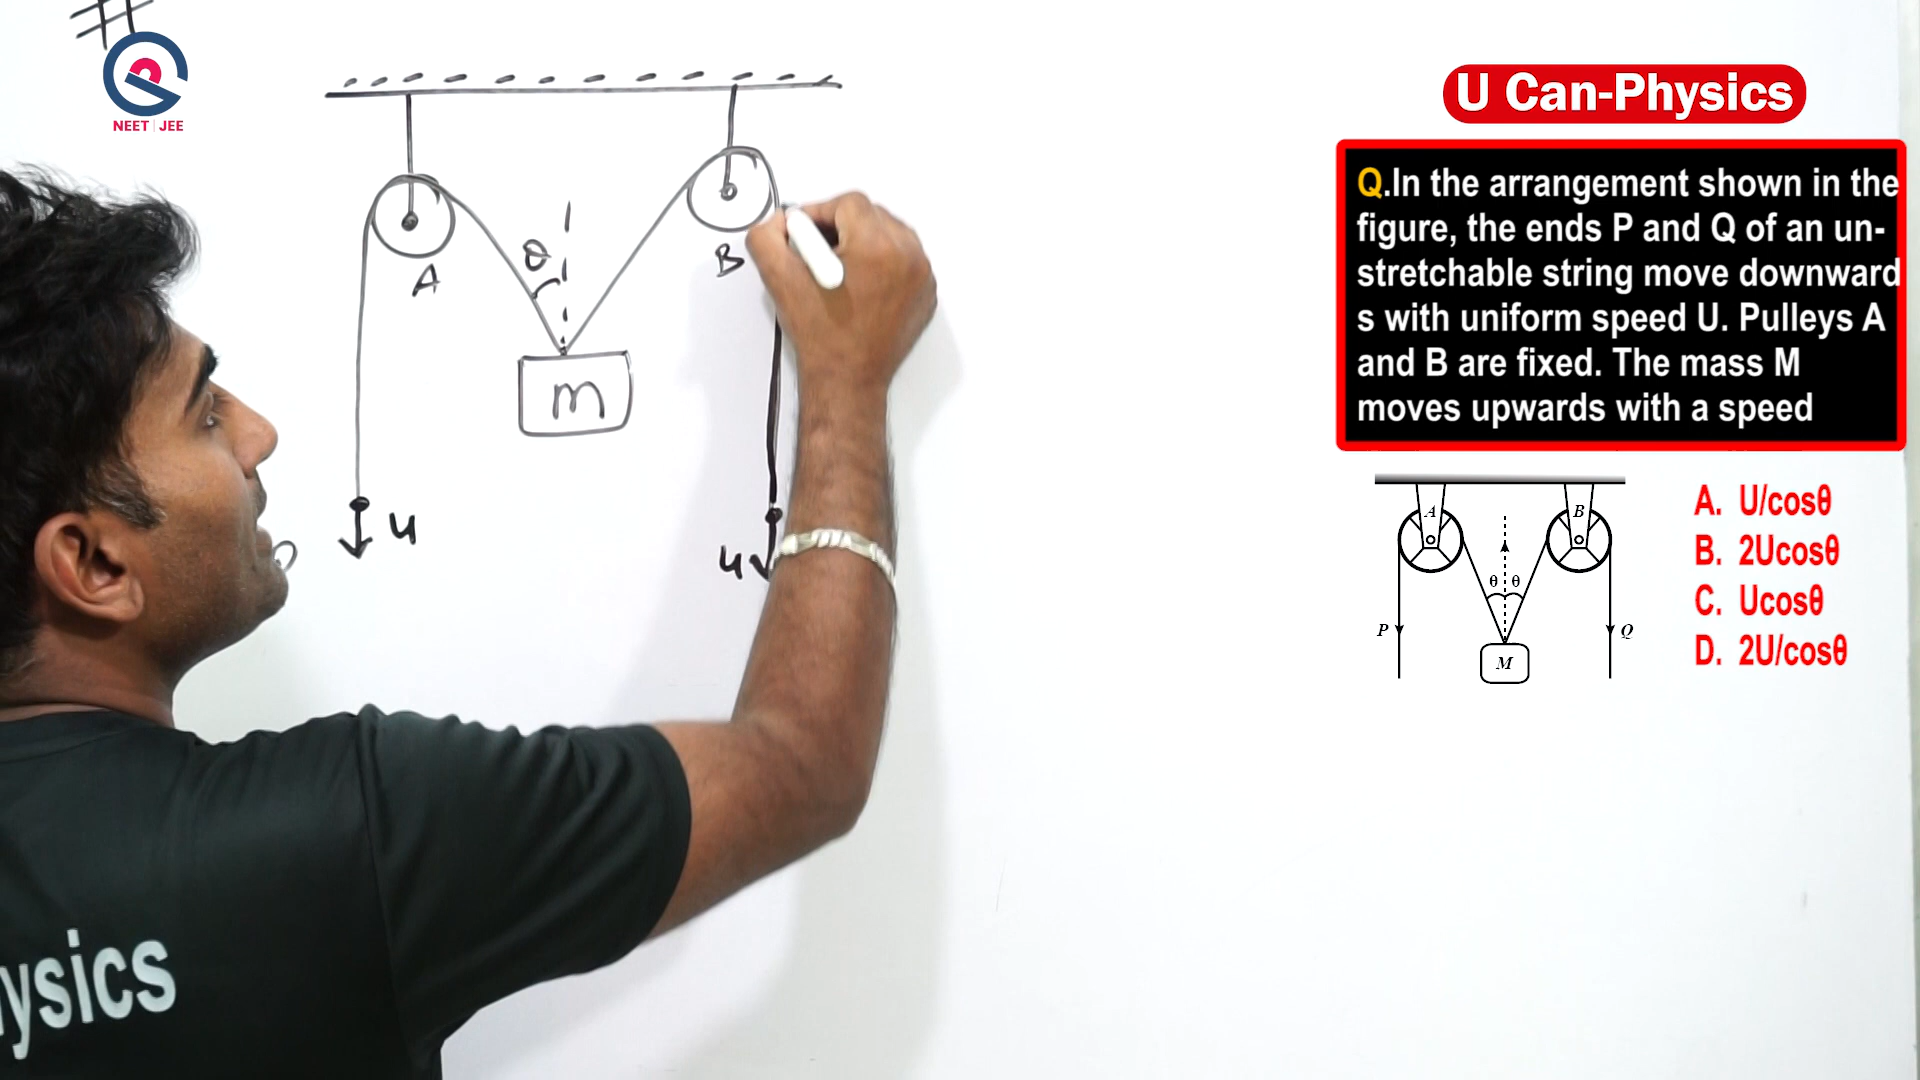 NEET | JEE
U Can-Physics
Q.In the arrangement shown in the
figure, the ends P and Q of an un-
stretchable string move downward
s with uniform speed U. Pulleys A
and B are fixed. The mass M
moves upwards with a speed
A B
θ θ
P Q
M
A. U/cosθ
B. 2Ucosθ
C. Ucosθ
D. 2U/cosθ
θ
A
B
m
u
u
ysics